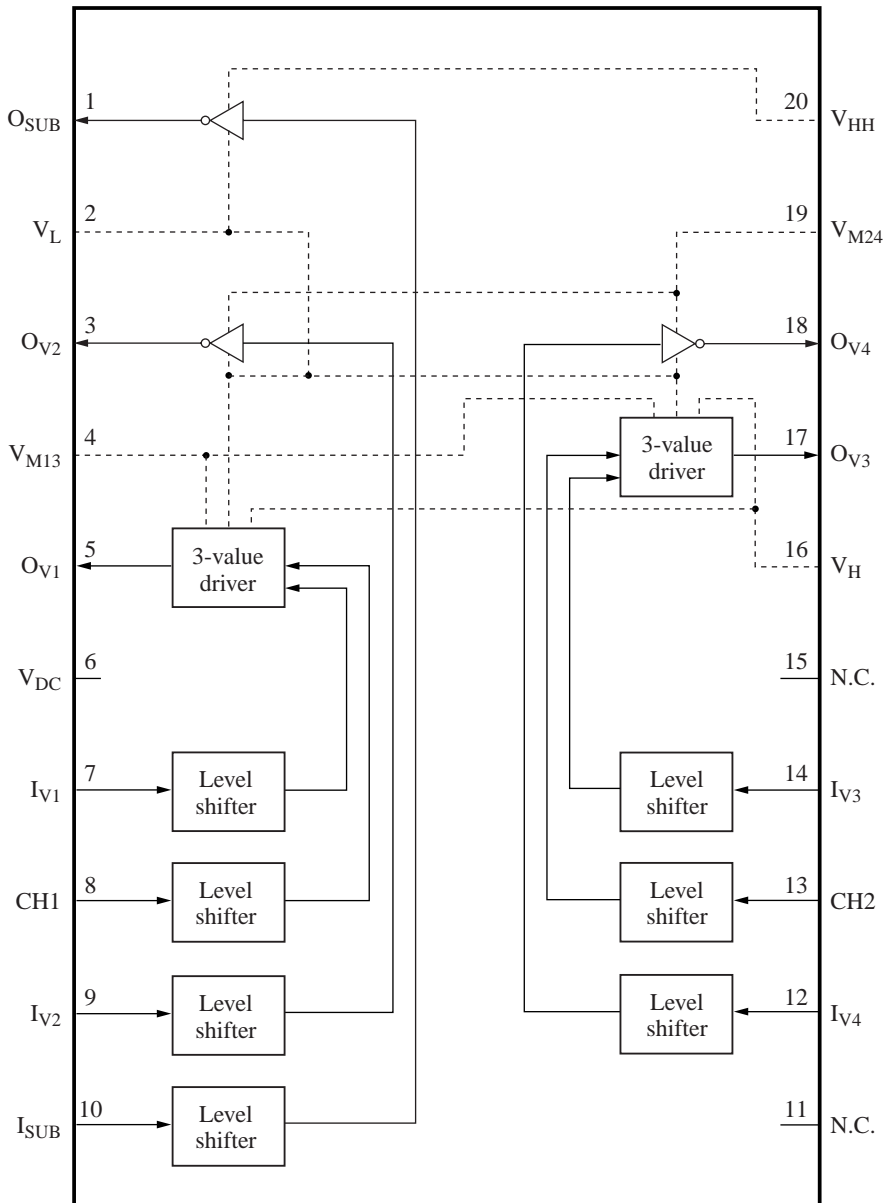 1
O_SUB
20
V_HH
2
V_L
19
V_M24
3
O_V2
18
O_V4
4
V_M13
3-value
driver
17
O_V3
5
O_V1
3-value
driver
16
V_H
6
V_DC
15
N.C.
7
I_V1
Level
shifter
Level
shifter
14
I_V3
8
CH1
Level
shifter
Level
shifter
13
CH2
9
I_V2
Level
shifter
Level
shifter
12
I_V4
10
I_SUB
Level
shifter
11
N.C.